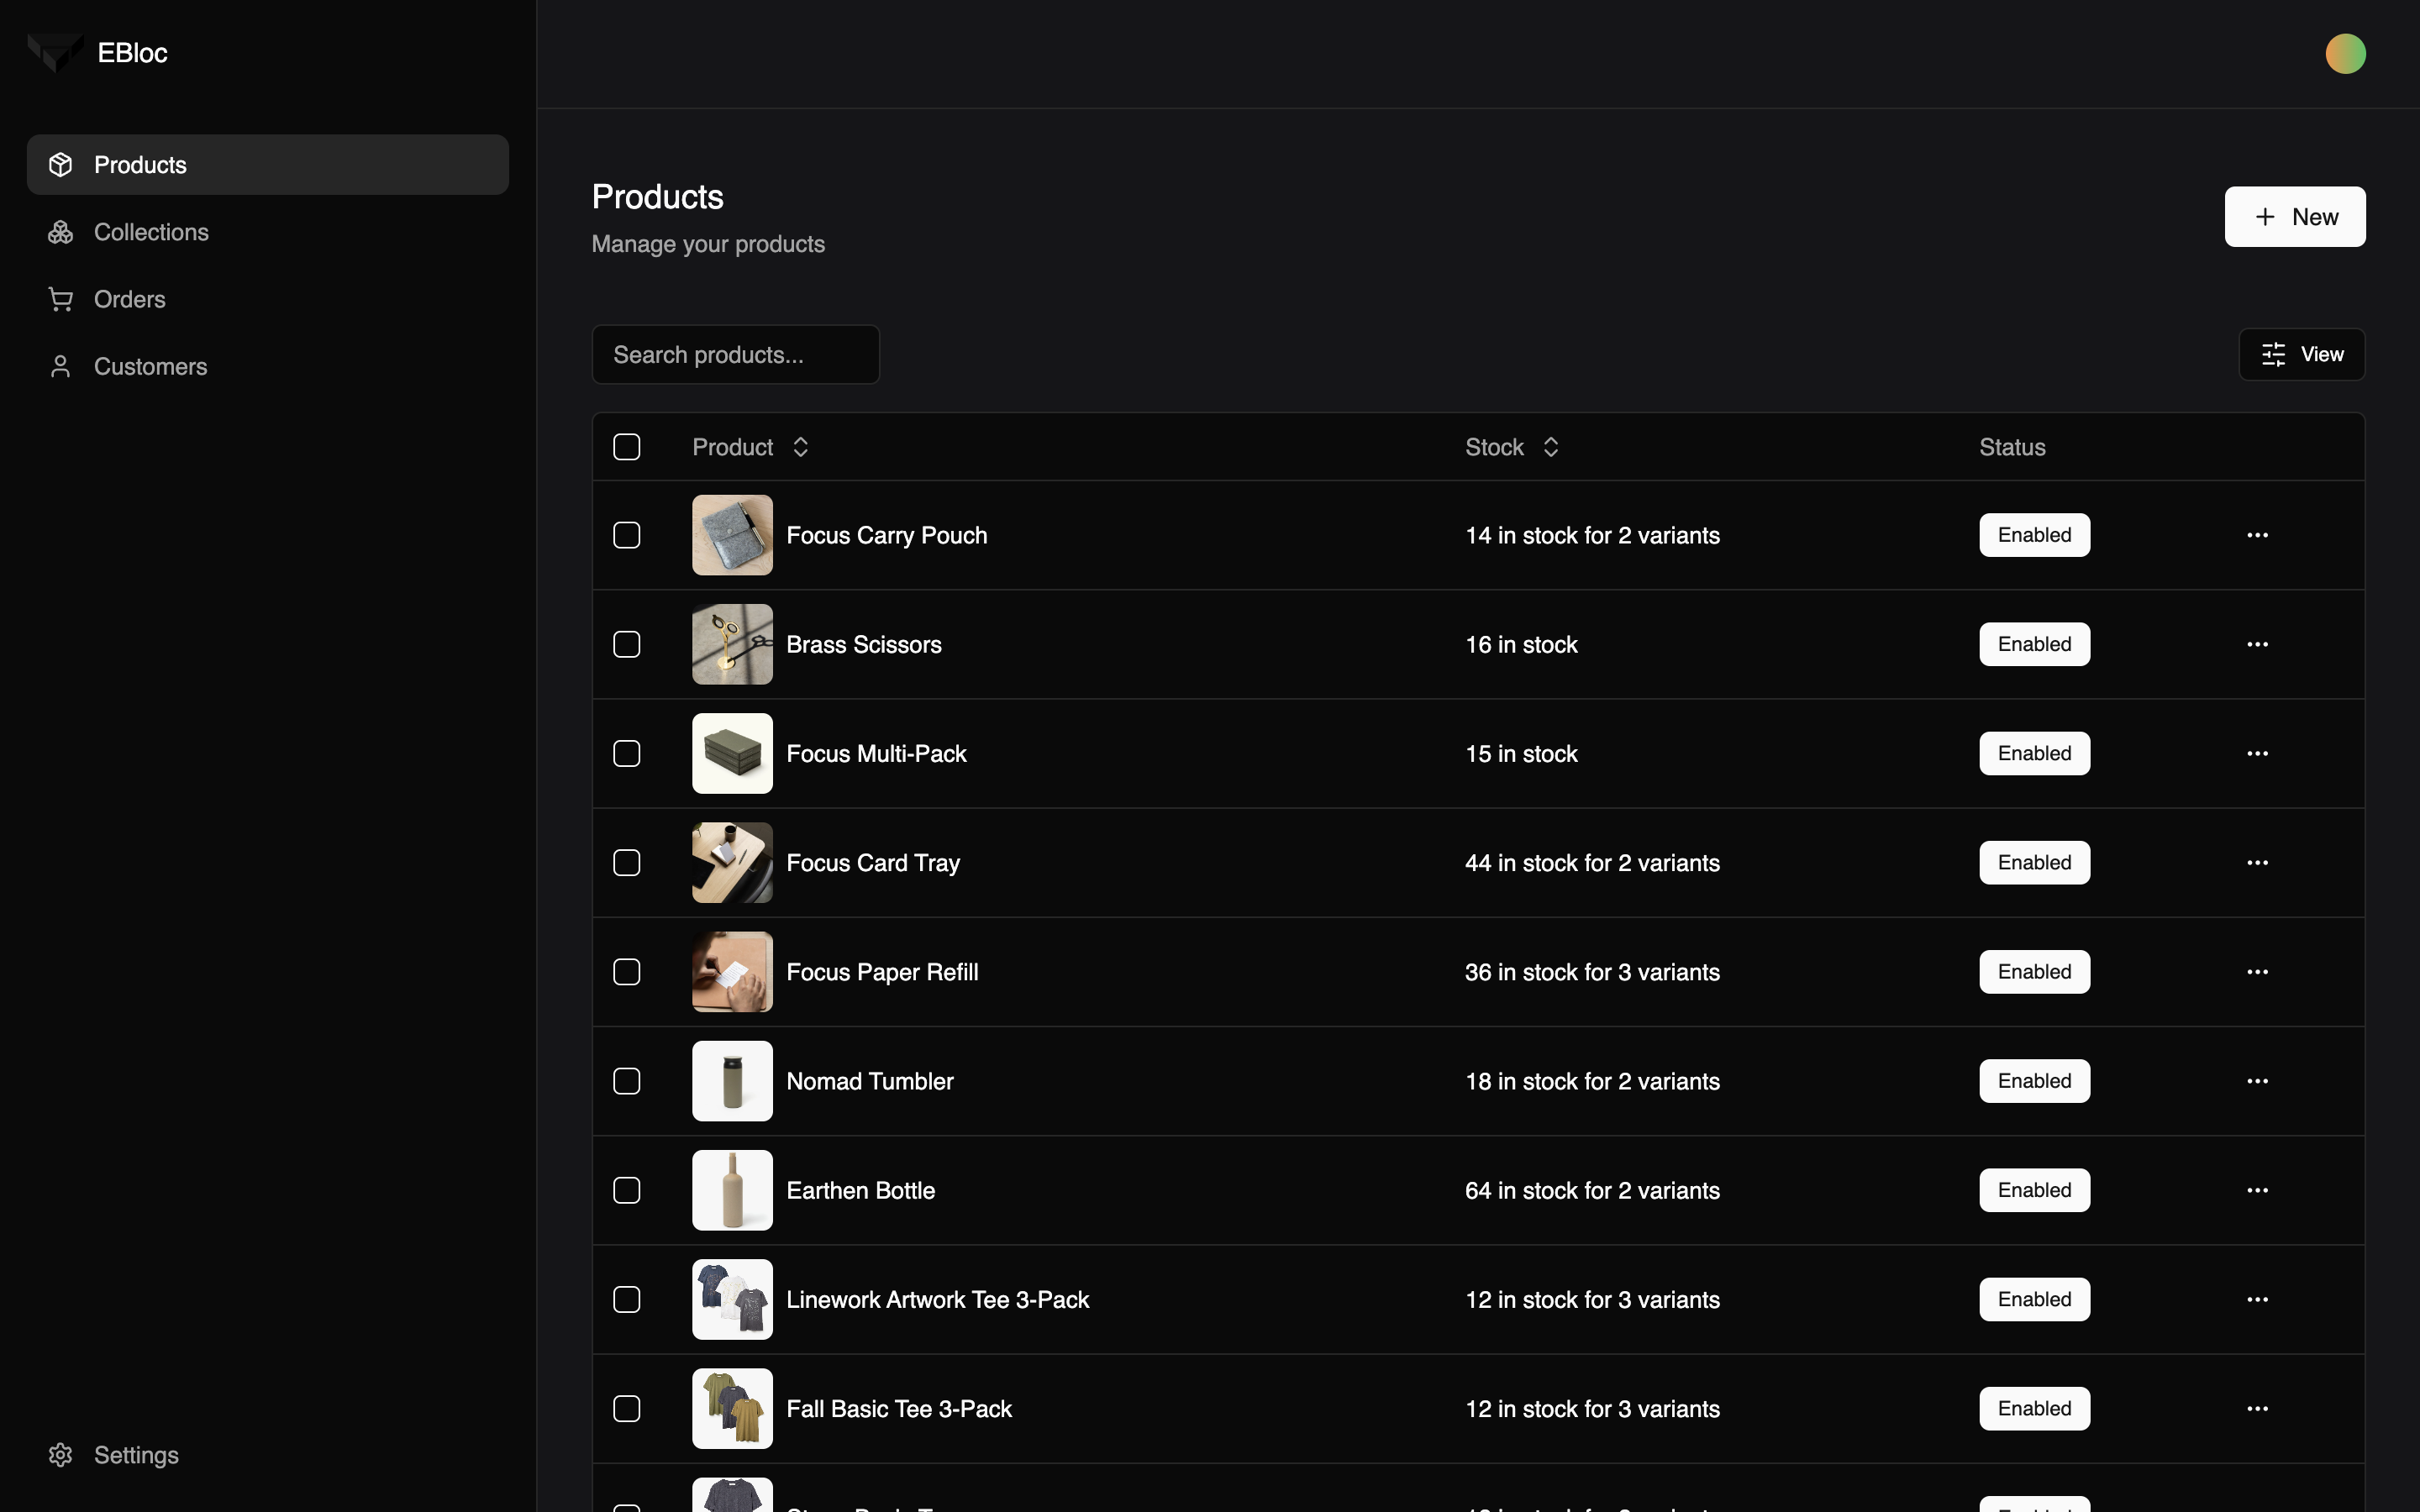 EBloc
Products
Collections
Orders
Customers
Settings
Products
Manage your products
New
Search products...
View
Product Stock Status
Focus Carry Pouch 14 in stock for 2 variants Enabled
Brass Scissors 16 in stock Enabled
Focus Multi-Pack 15 in stock Enabled
Focus Card Tray 44 in stock for 2 variants Enabled
Focus Paper Refill 36 in stock for 3 variants Enabled
Nomad Tumbler 18 in stock for 2 variants Enabled
Earthen Bottle 64 in stock for 2 variants Enabled
Linework Artwork Tee 3-Pack 12 in stock for 3 variants Enabled
Fall Basic Tee 3-Pack 12 in stock for 3 variants Enabled